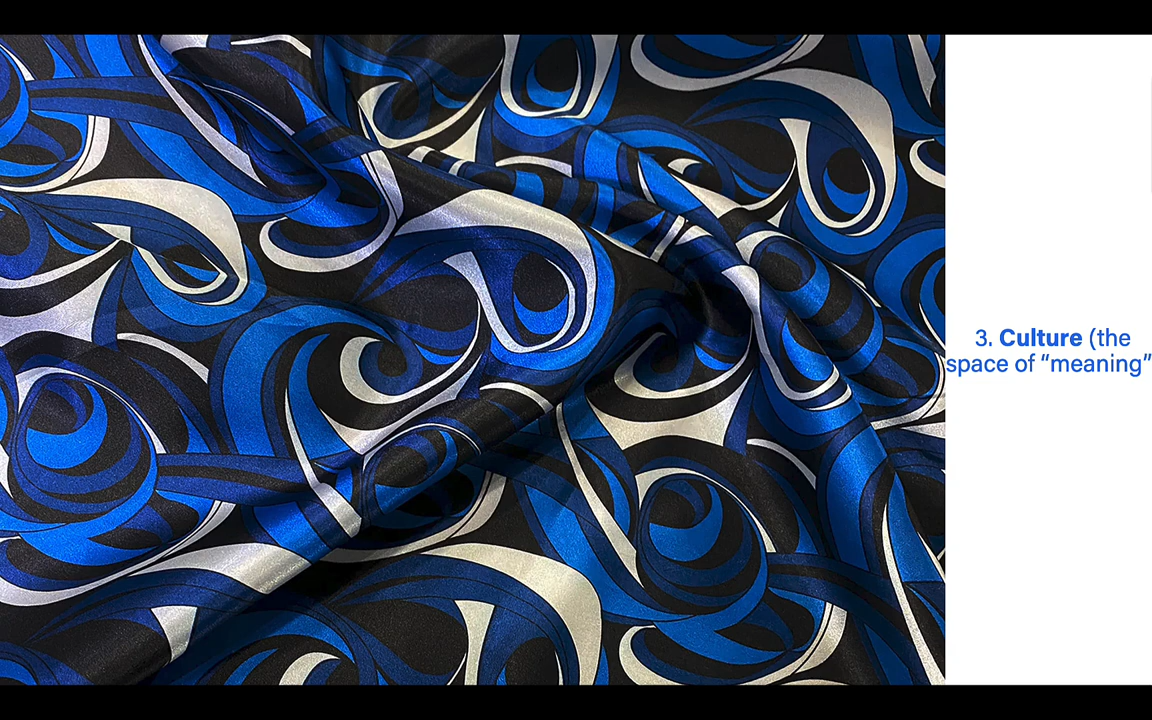 3. Culture (the
space of “meaning”